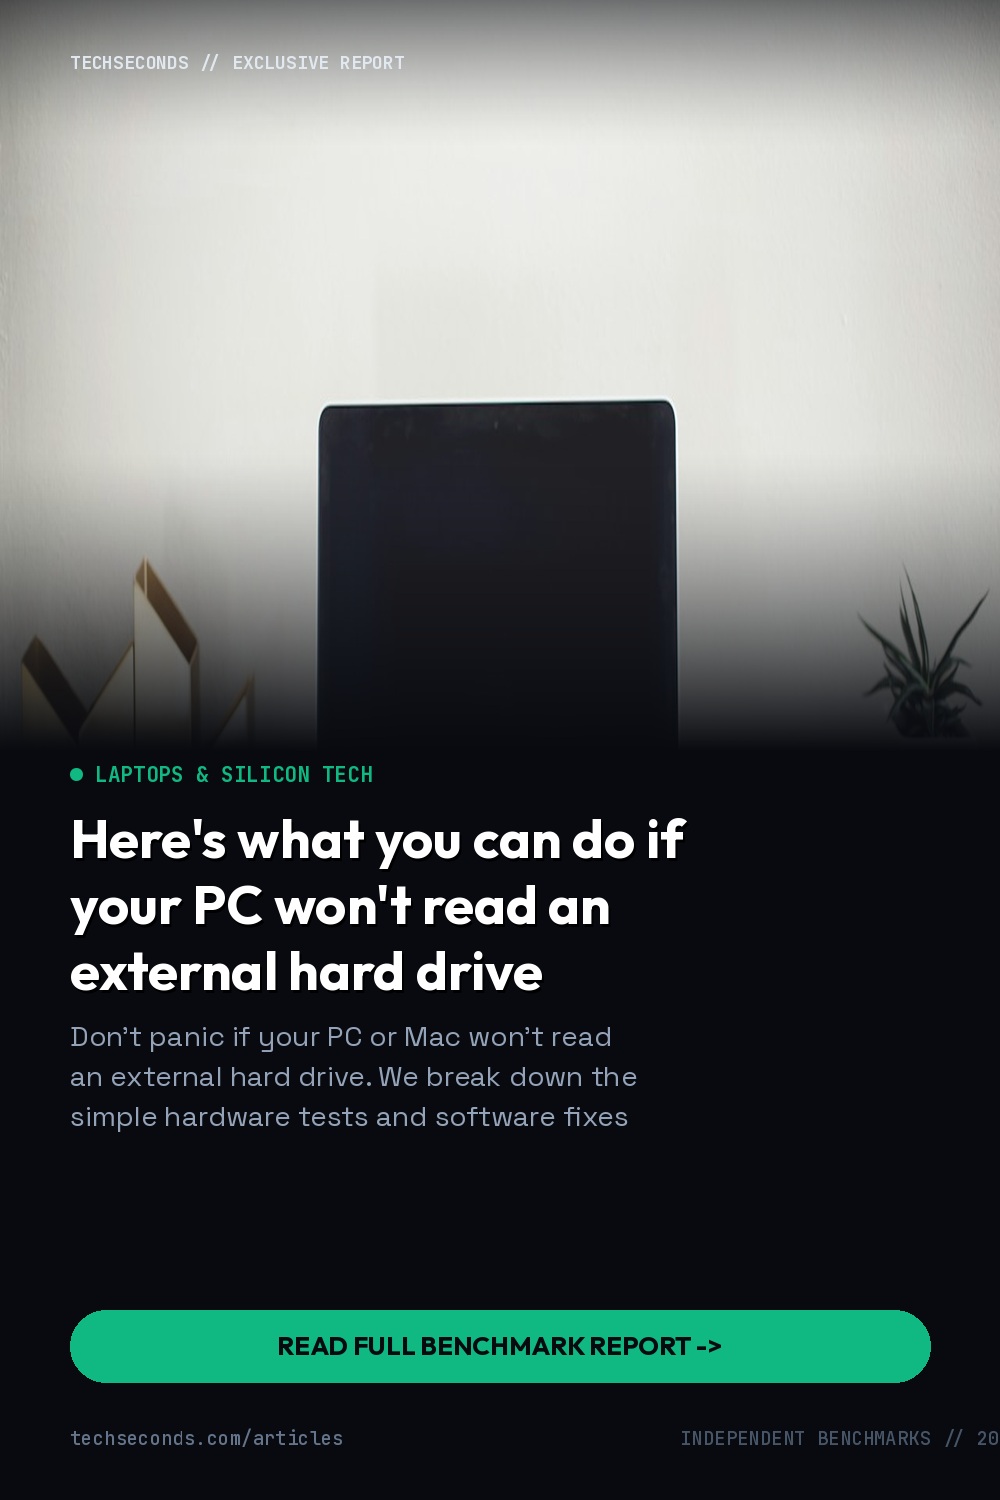 TECHSECONDS // EXCLUSIVE REPORT
LAPTOPS & SILICON TECH
Here's what you can do if
your PC won't read an
external hard drive
Don’t panic if your PC or Mac won’t read
an external hard drive. We break down the
simple hardware tests and software fixes
READ FULL BENCHMARK REPORT ->
techseconds.com/articles
INDEPENDENT BENCHMARKS // 20